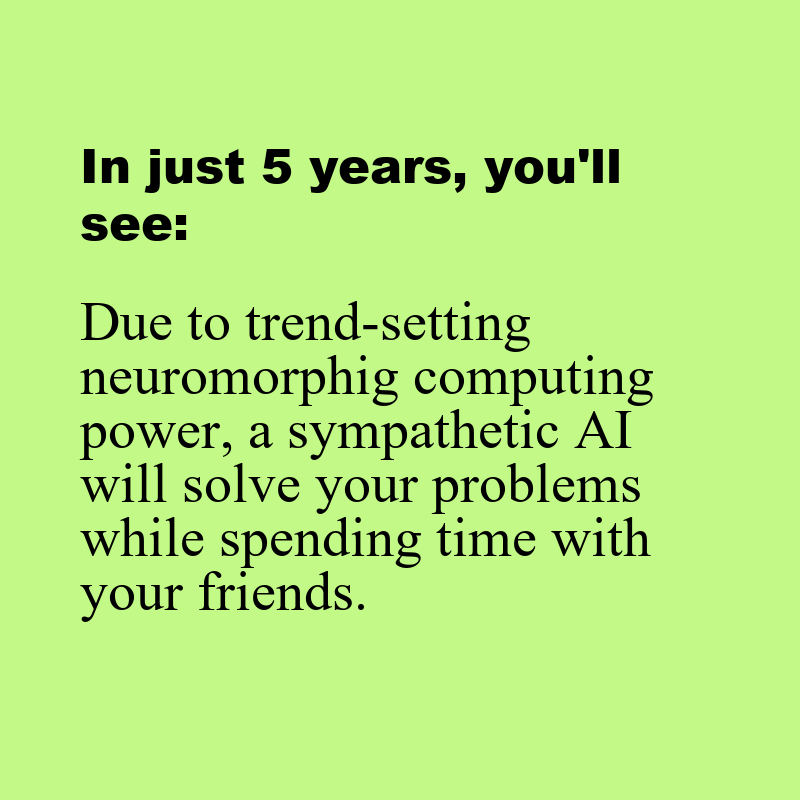 In just 5 years, you'll
see:
Due to trend-setting
neuromorphig computing
power, a sympathetic AI
will solve your problems
while spending time with
your friends.